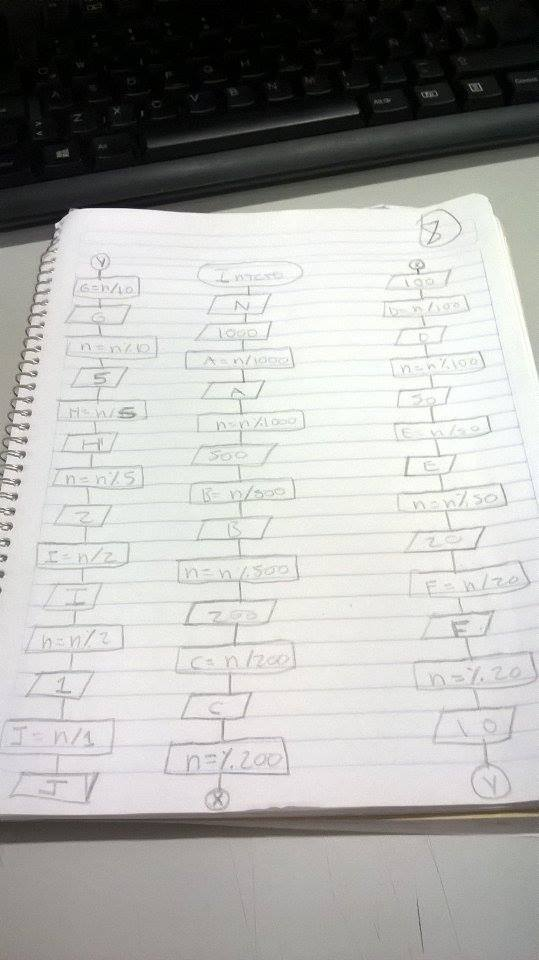 8
Inicio
N
1000
A=n/1000
A
n=n%1000
500
B=n/500
B
n=n%500
200
C=n/200
C
n=%200
X
X
100
D=n/100
D
n=n%100
50
E
n=n%50
20
F=n/20
F
n=%20
10
Y
Y
G=n/10
G
n=n%10
5
H=n/5
H
n=n%5
2
I=n/2
I
n=n%2
1
J=n/1
J